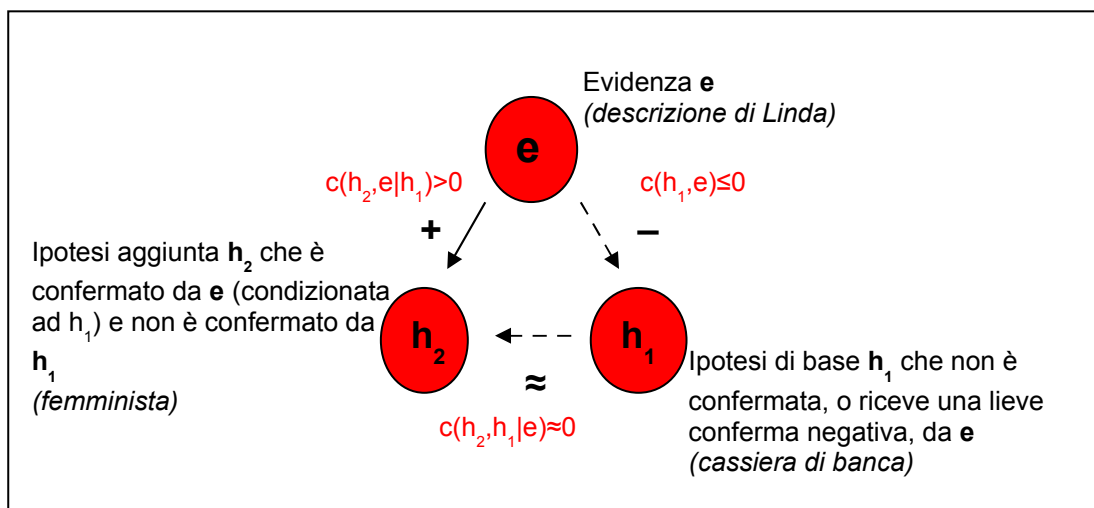 Evidenza e
(descrizione di Linda)
e
c(h₂,e|h₁)>0
c(h₁,e)≤0
+
–
Ipotesi aggiunta h₂ che è
confermato da e (condizionata
ad h₁) e non è confermato da
h₁
(femminista)
h₂
h₁
≈
c(h₂,h₁|e)≈0
Ipotesi di base h₁ che non è
confermata, o riceve una lieve
conferma negativa, da e
(cassiera di banca)